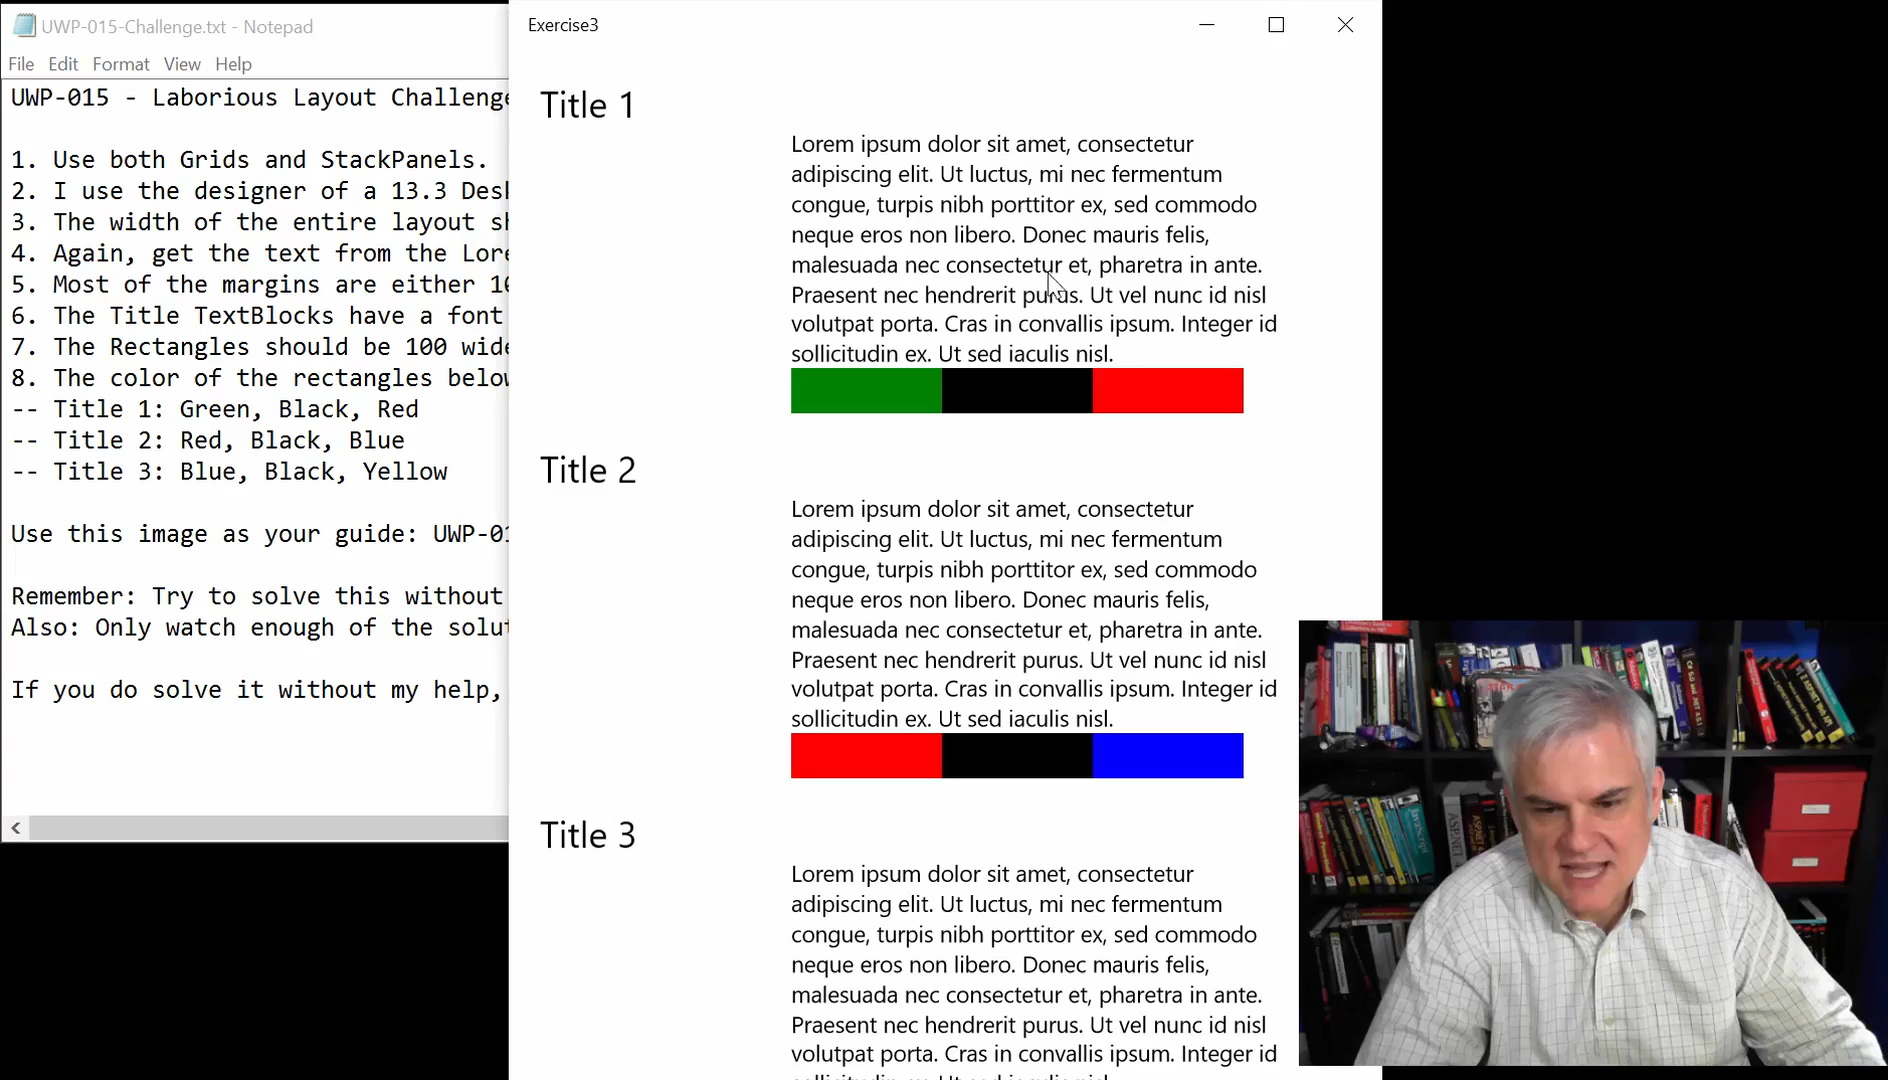 UWP-015-Challenge.txt - Notepad
File Edit Format View Help
UWP-015 - Laborious Layout Challenge
1. Use both Grids and StackPanels.
2. I use the designer of a 13.3 Desk
3. The width of the entire layout sh
4. Again, get the text from the Lore
5. Most of the margins are either 10
6. The Title TextBlocks have a font
7. The Rectangles should be 100 wide
8. The color of the rectangles below
-- Title 1: Green, Black, Red
-- Title 2: Red, Black, Blue
-- Title 3: Blue, Black, Yellow
Use this image as your guide: UWP-01
Remember: Try to solve this without
Also: Only watch enough of the solut
If you do solve it without my help,
Exercise3
Title 1
Lorem ipsum dolor sit amet, consectetur
adipiscing elit. Ut luctus, mi nec fermentum
congue, turpis nibh porttitor ex, sed commodo
neque eros non libero. Donec mauris felis,
malesuada nec consectetur et, pharetra in ante.
Praesent nec hendrerit purus. Ut vel nunc id nisl
volutpat porta. Cras in convallis ipsum. Integer id
sollicitudin ex. Ut sed iaculis nisl.
Title 2
Lorem ipsum dolor sit amet, consectetur
adipiscing elit. Ut luctus, mi nec fermentum
congue, turpis nibh porttitor ex, sed commodo
neque eros non libero. Donec mauris felis,
malesuada nec consectetur et, pharetra in ante.
Praesent nec hendrerit purus. Ut vel nunc id nisl
volutpat porta. Cras in convallis ipsum. Integer id
sollicitudin ex. Ut sed iaculis nisl.
Title 3
Lorem ipsum dolor sit amet, consectetur
adipiscing elit. Ut luctus, mi nec fermentum
congue, turpis nibh porttitor ex, sed commodo
neque eros non libero. Donec mauris felis,
malesuada nec consectetur et, pharetra in ante.
Praesent nec hendrerit purus. Ut vel nunc id nisl
volutpat porta. Cras in convallis ipsum. Integer id